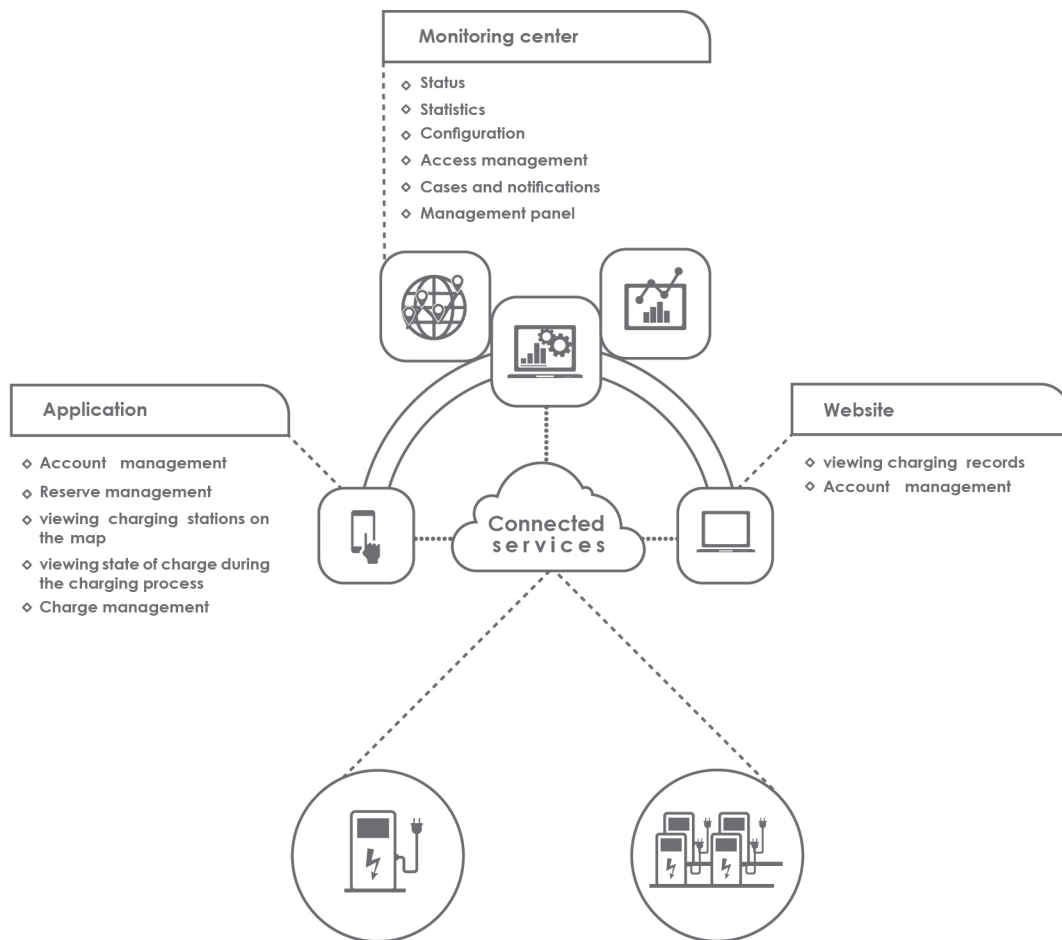 Monitoring center
Status
Statistics
Configuration
Access management
Cases and notifications
Management panel
Application
Account management
Reserve management
viewing charging stations on
the map
viewing state of charge during
the charging process
Charge management
Website
viewing charging records
Account management
Connected
services